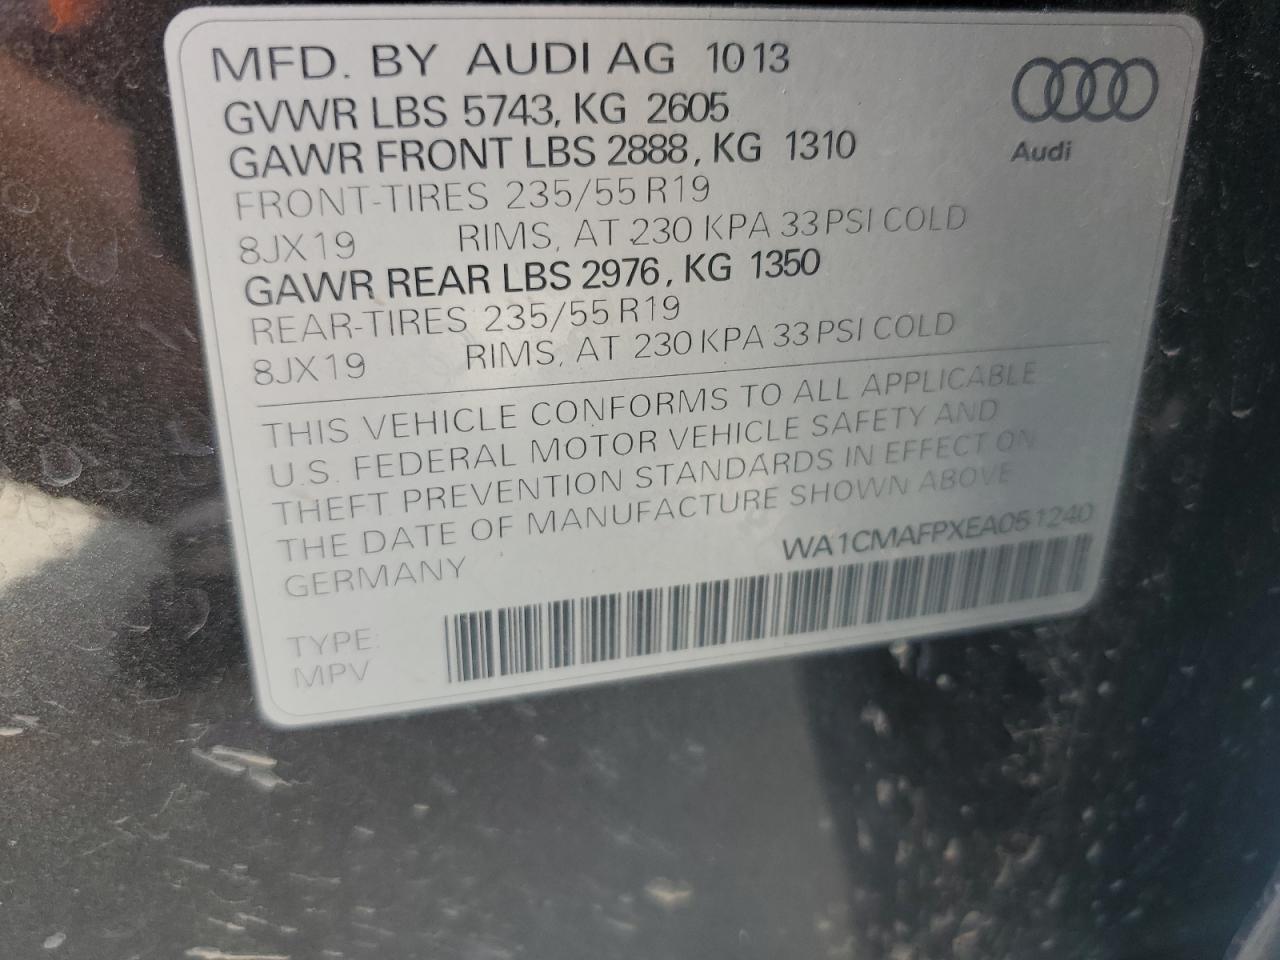 MFD. BY AUDI AG 10 13
GVWR LBS 5743, KG 2605
GAWR FRONT LBS 2888, KG 1310
FRONT-TIRES 235/55 R19
8JX19 RIMS, AT 230 KPA 33 PSI COLD
GAWR REAR LBS 2976, KG 1350
REAR-TIRES 235/55 R19
8JX19 RIMS, AT 230 KPA 33 PSI COLD
Audi
THIS VEHICLE CONFORMS TO ALL APPLICABLE
U.S. FEDERAL MOTOR VEHICLE SAFETY AND
THEFT PREVENTION STANDARDS IN EFFECT ON
THE DATE OF MANUFACTURE SHOWN ABOVE
GERMANY
WA1CMAFPXEA051240
TYPE:
MPV